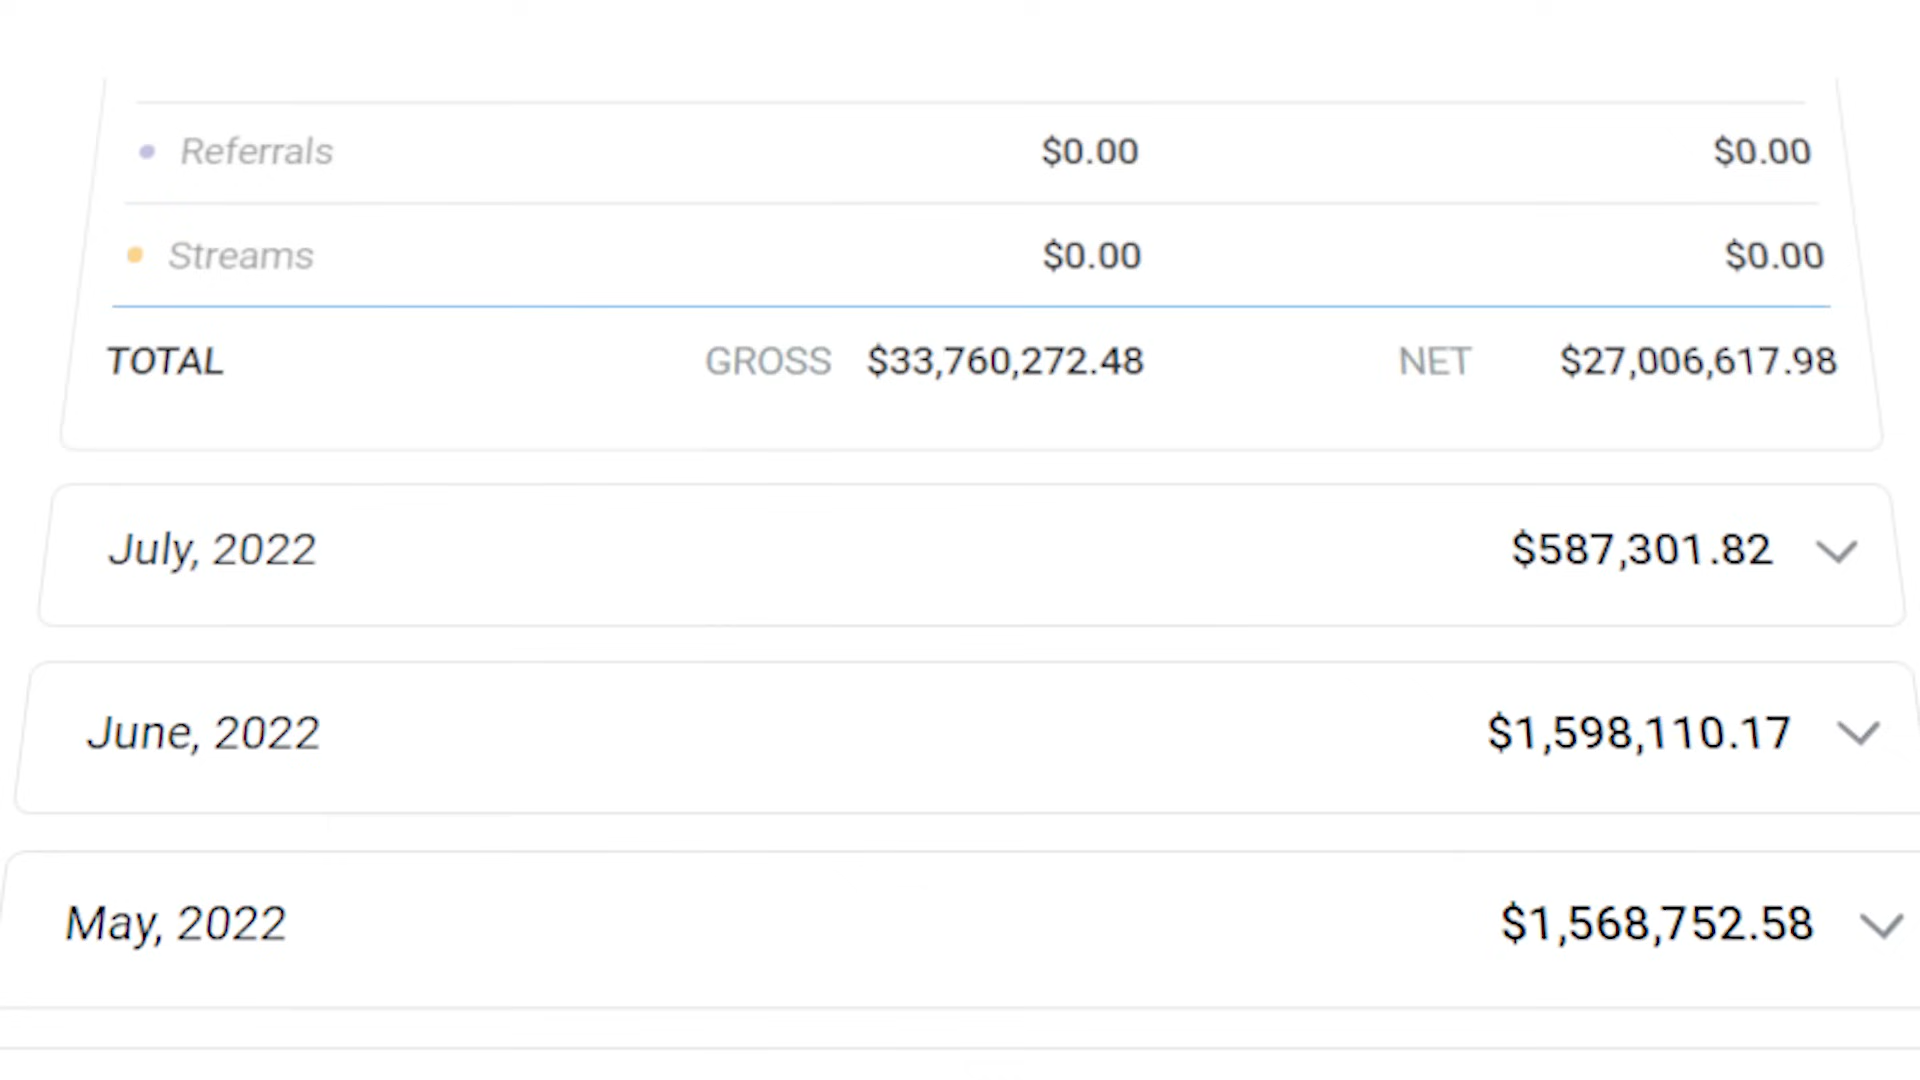 Referrals $0.00 $0.00
Streams $0.00 $0.00
TOTAL GROSS $33,760,272.48 NET $27,006,617.98
July, 2022 $587,301.82
June, 2022 $1,598,110.17
May, 2022 $1,568,752.58